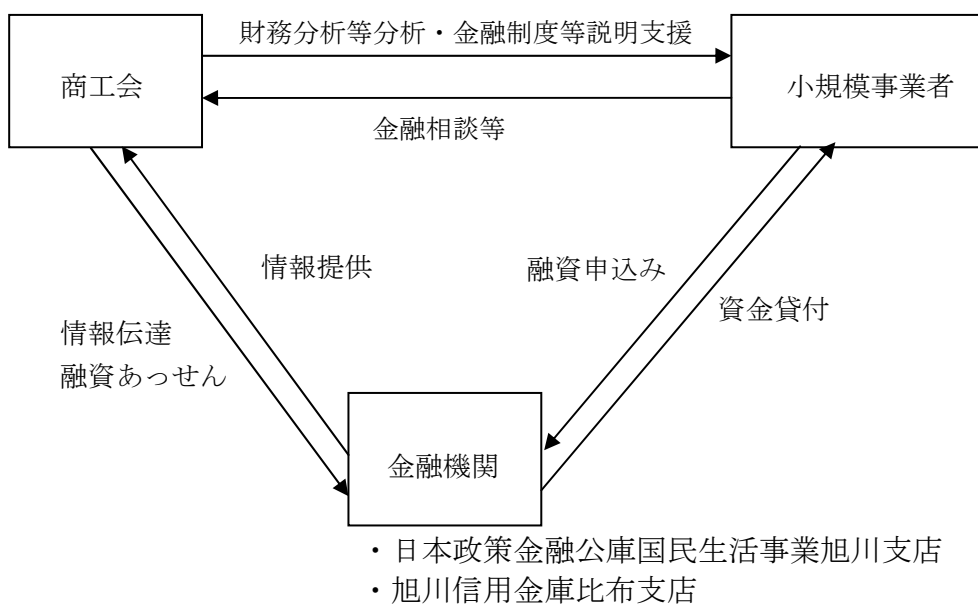 財務分析等分析・金融制度等説明支援
商工会
小規模事業者
金融相談等
情報提供
融資申込み
資金貸付
情報伝達
融資あっせん
金融機関
・日本政策金融公庫国民生活事業旭川支店
・旭川信用金庫比布支店